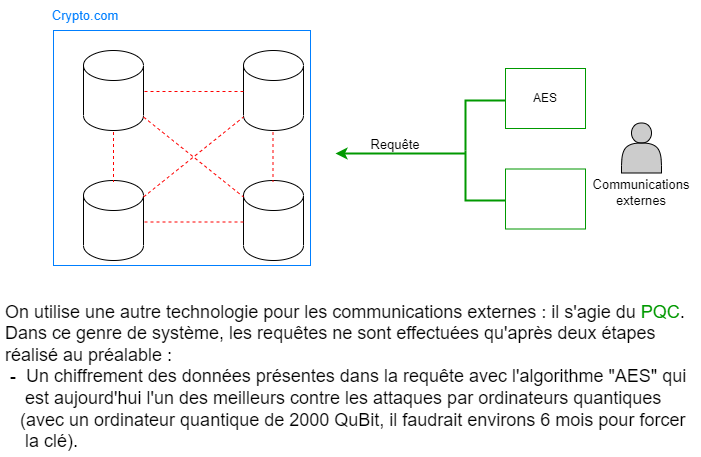 Crypto.com
AES
Requête
Communications
externes
On utilise une autre technologie pour les communications externes : il s'agie du PQC.
Dans ce genre de système, les requêtes ne sont effectuées qu'après deux étapes
réalisé au préalable :
- Un chiffrement des données présentes dans la requête avec l'algorithme "AES" qui
est aujourd'hui l'un des meilleurs contre les attaques par ordinateurs quantiques
(avec un ordinateur quantique de 2000 QuBit, il faudrait environs 6 mois pour forcer
la clé).